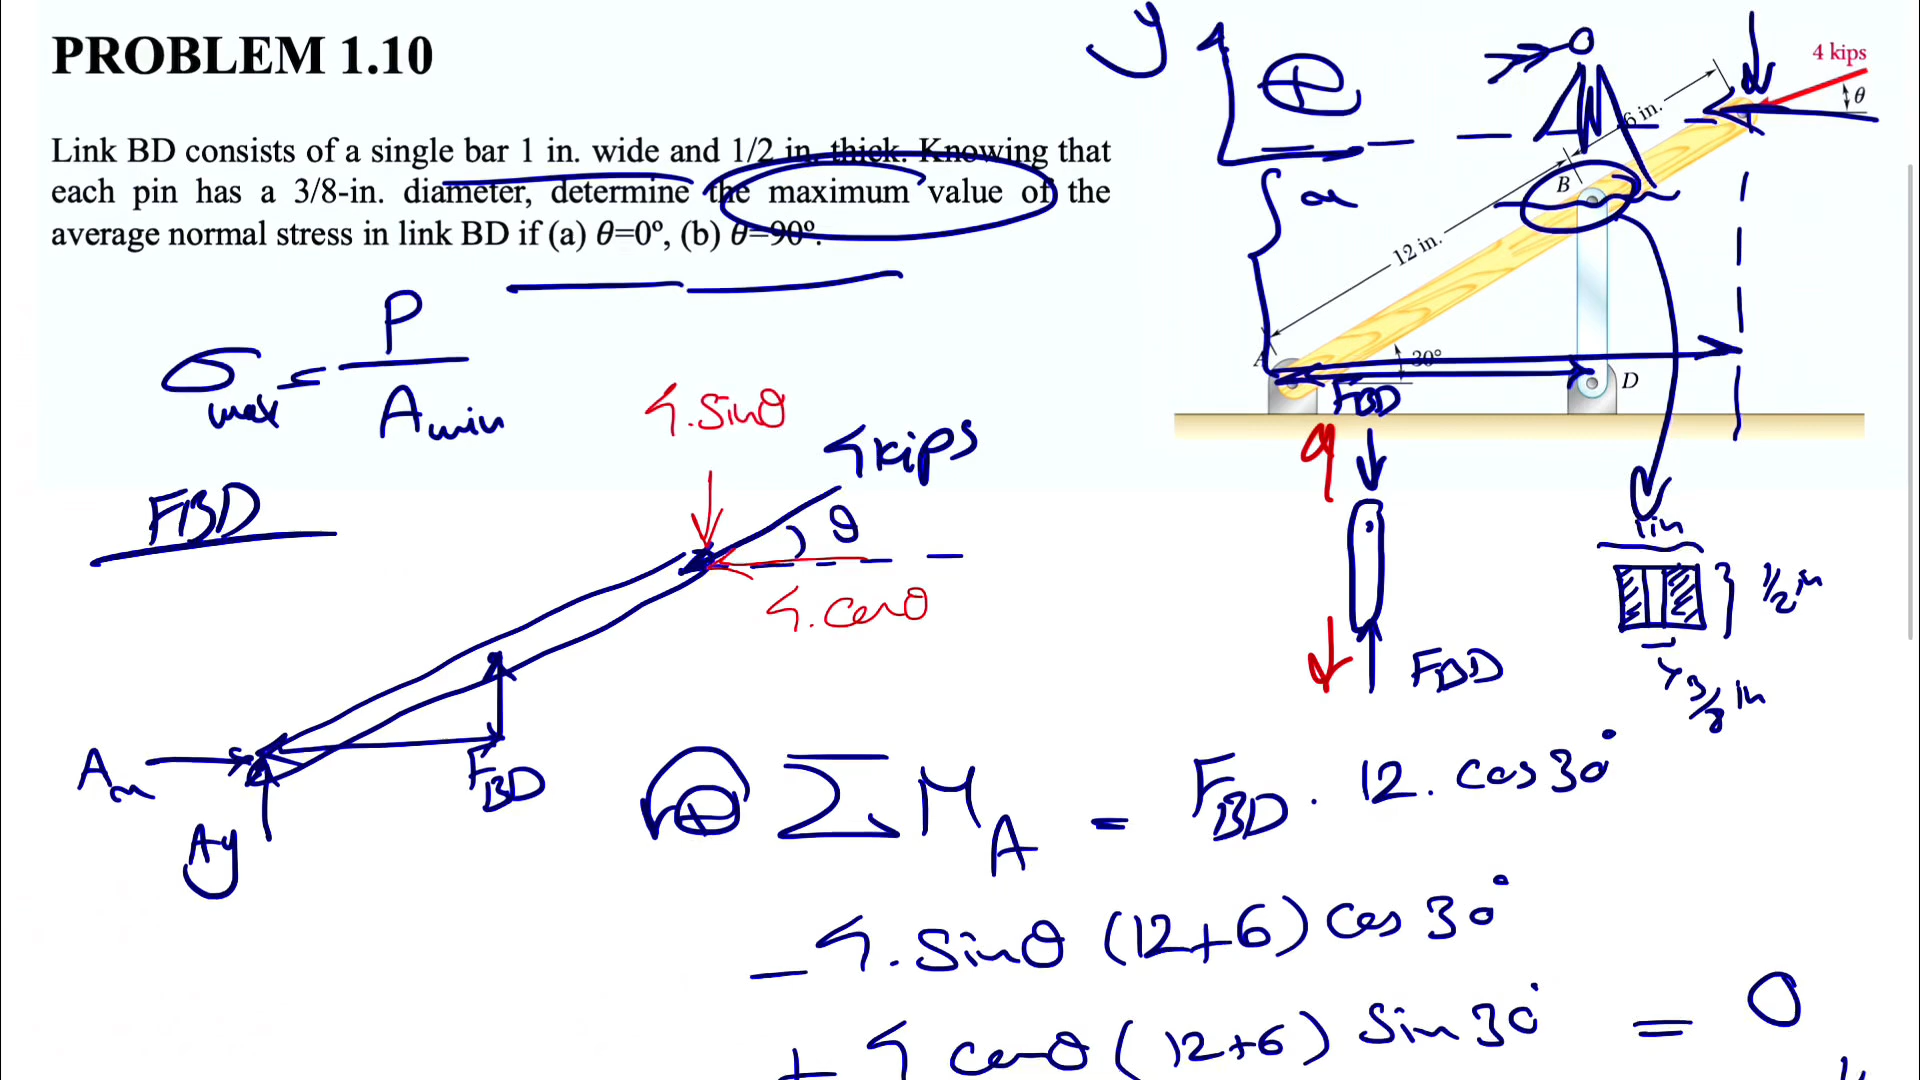 PROBLEM 1.10
Link BD consists of a single bar 1 in. wide and 1/2 in. thick. Knowing that
each pin has a 3/8-in. diameter, determine the maximum value of the
average normal stress in link BD if (a) θ=0º, (b) θ=90º.
y
⊕
x
4 kips
θ
6 in.
B
12 in.
A
30°
D
σmax = P / Amin
FBD
4.sinθ
4kips
θ
4.cosθ
Ax
Ay
FBD
FBD
FBD
1in
1/2 in
3/8 in
⊕ ΣMA = FBD . 12. cos30°
- 4. Sinθ (12+6) cos 30°
+ 4 cosθ (12+6) Sin 30° = 0